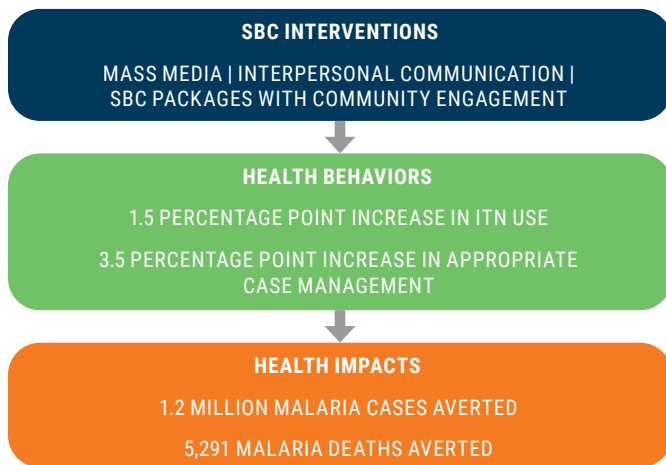 SBC INTERVENTIONS
MASS MEDIA | INTERPERSONAL COMMUNICATION |
SBC PACKAGES WITH COMMUNITY ENGAGEMENT
HEALTH BEHAVIORS
1.5 PERCENTAGE POINT INCREASE IN ITN USE
3.5 PERCENTAGE POINT INCREASE IN APPROPRIATE
CASE MANAGEMENT
HEALTH IMPACTS
1.2 MILLION MALARIA CASES AVERTED
5,291 MALARIA DEATHS AVERTED